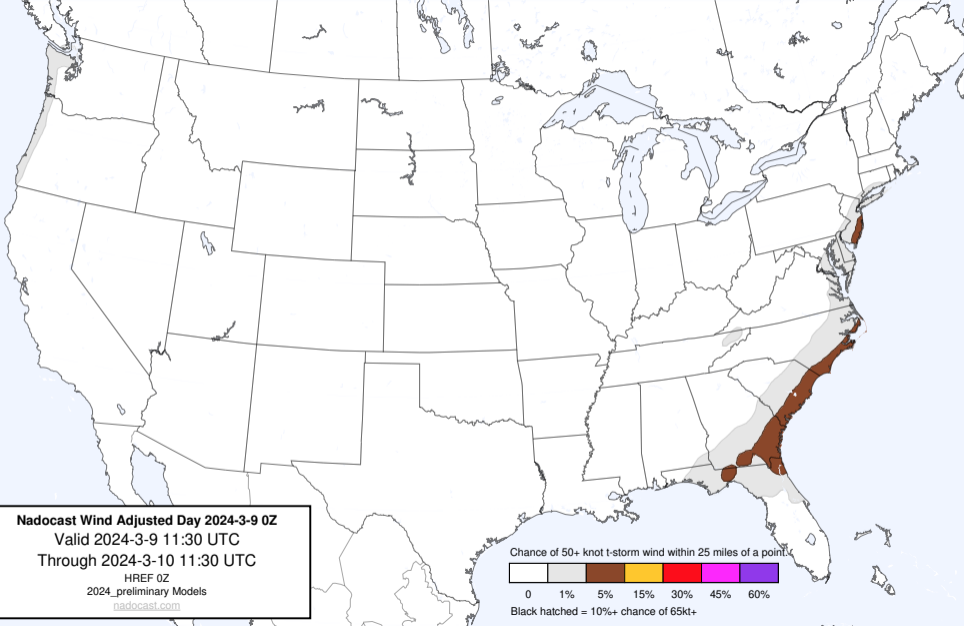 Nadocast Wind Adjusted Day 2024-3-9 0Z
Valid 2024-3-9 11:30 UTC
Through 2024-3-10 11:30 UTC
HREF 0Z
2024_preliminary Models
nadocast.com
Chance of 50+ knot t-storm wind within 25 miles of a point.
0 1% 5% 15% 30% 45% 60%
Black hatched = 10%+ chance of 65kt+